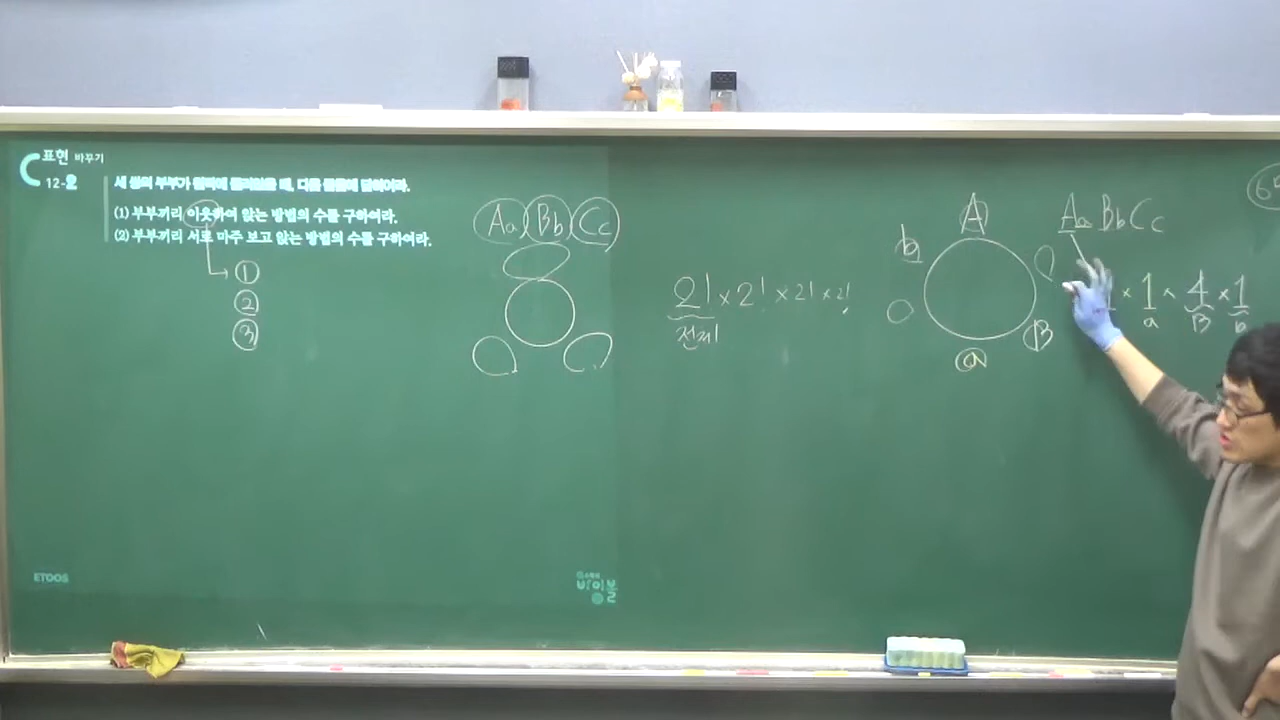 표현 바꾸기
C 12-2
세 쌍의 부부가 원탁에 둘러앉을 때, 다음 물음에 답하여라.
(1) 부부끼리 이웃하여 앉는 방법의 수를 구하여라.
(2) 부부끼리 서로 마주 보고 앉는 방법의 수를 구하여라.
①
②
③
Aa Bb Cc
2! × 2! × 2! × 2!
전체
A
b
B
a
Aa Bb Cc
× 1 × 4 × 1
a B b
ETOOS